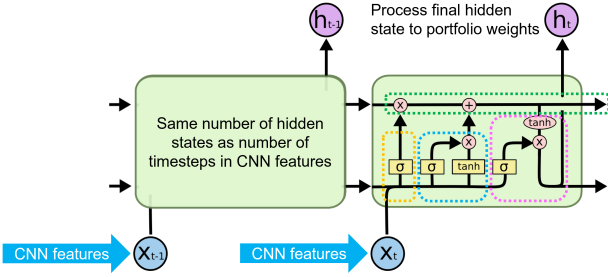 h t-1
Process final hidden
state to portfolio weights
h t
Same number of hidden
states as number of
timesteps in CNN features
x
+
tanh
x
x
σ
σ
tanh
σ
CNN features
X t-1
CNN features
X t